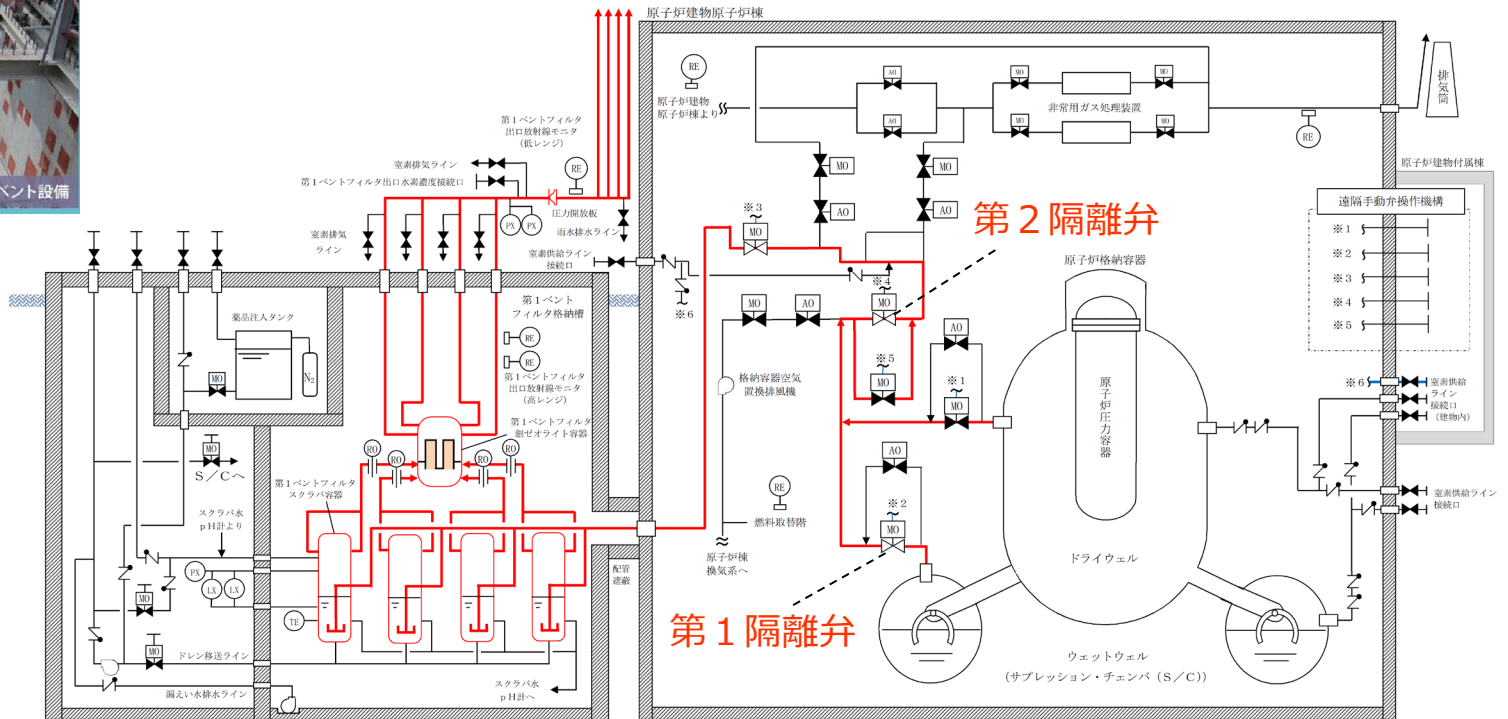 ベント設備
原子炉建物原子炉棟
RE
原子炉建物
原子炉棟より
AO
AO
MO
MO
非常用ガス処理装置
MO
MO
RE
排気筒
第1ベントフィルタ
出口放射線モニタ
(低レンジ)
RE
窒素排気ライン
第1ベントフィルタ出口水素濃度接続口
圧力開放板
PX
PX
雨水排水ライン
窒素排気
ライン
窒素供給ライン
接続口
※6
MO
AO
MO
AO
※3
MO
第2隔離弁
※4
MO
MO
AO
※5
MO
※1
MO
AO
AO
※2
MO
第1隔離弁
格納容器空気
置換排風機
RE
燃料取替階
原子炉棟
換気系へ
原子炉格納容器
原子炉圧力容器
ドライウェル
ウェットウェル
(サプレッション・チェンバ(S/C))
原子炉建物付属棟
遠隔手動弁操作機構
※1
※2
※3
※4
※5
※6
窒素供給
ライン
接続口
(建物内)
窒素供給ライン
接続口
第1ベント
フィルタ格納槽
RE
RE
第1ベントフィルタ
出口放射線モニタ
(高レンジ)
第1ベントフィルタ
銀ゼオライト容器
薬品注入タンク
N2
MO
MO
S/Cへ
RO
RO
RO
RO
第1ベントフィルタ
スクラバ容器
スクラバ水
pH計より
PX
LX
LX
TE
MO
MO
ドレン移送ライン
漏えい水排水ライン
スクラバ水
pH計へ
配管
遮蔽